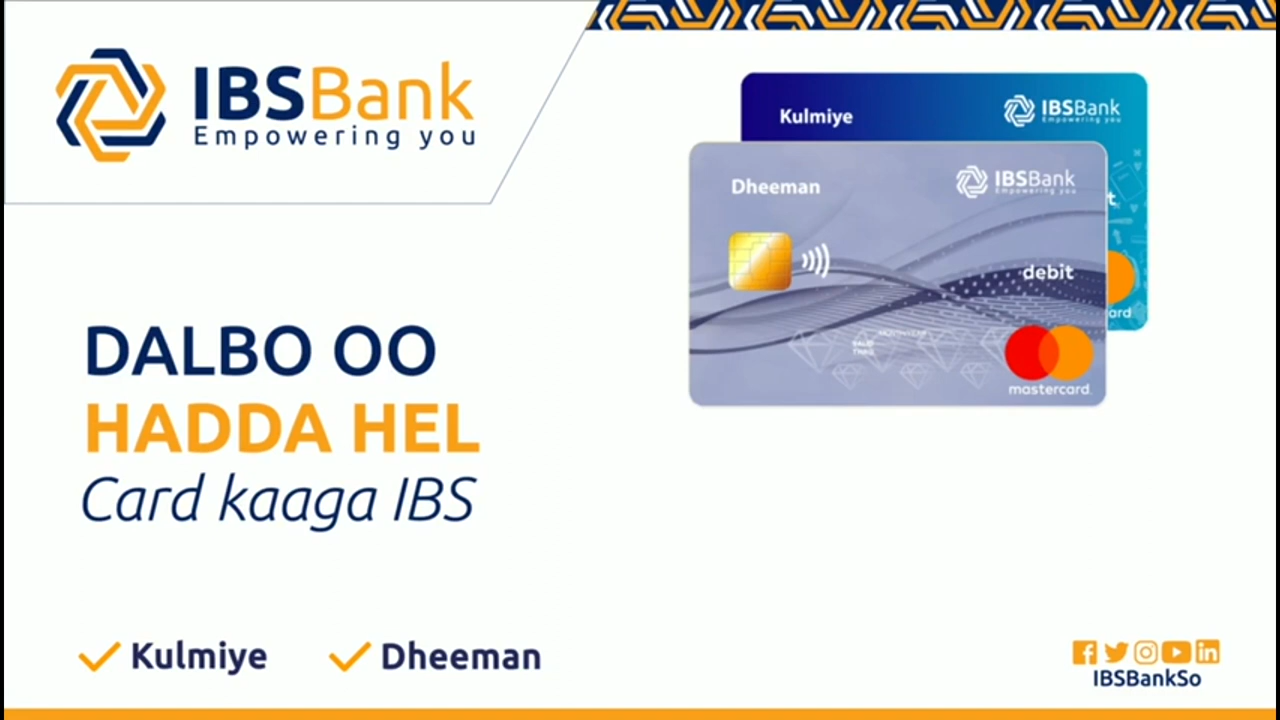 IBSBank
Empowering you
Kulmiye
IBSBank
Empowering you
Dheeman
IBSBank
Empowering you
debit
mastercard
DALBO OO
HADDA HEL
Card kaaga IBS
Kulmiye
Dheeman
IBSBankSo